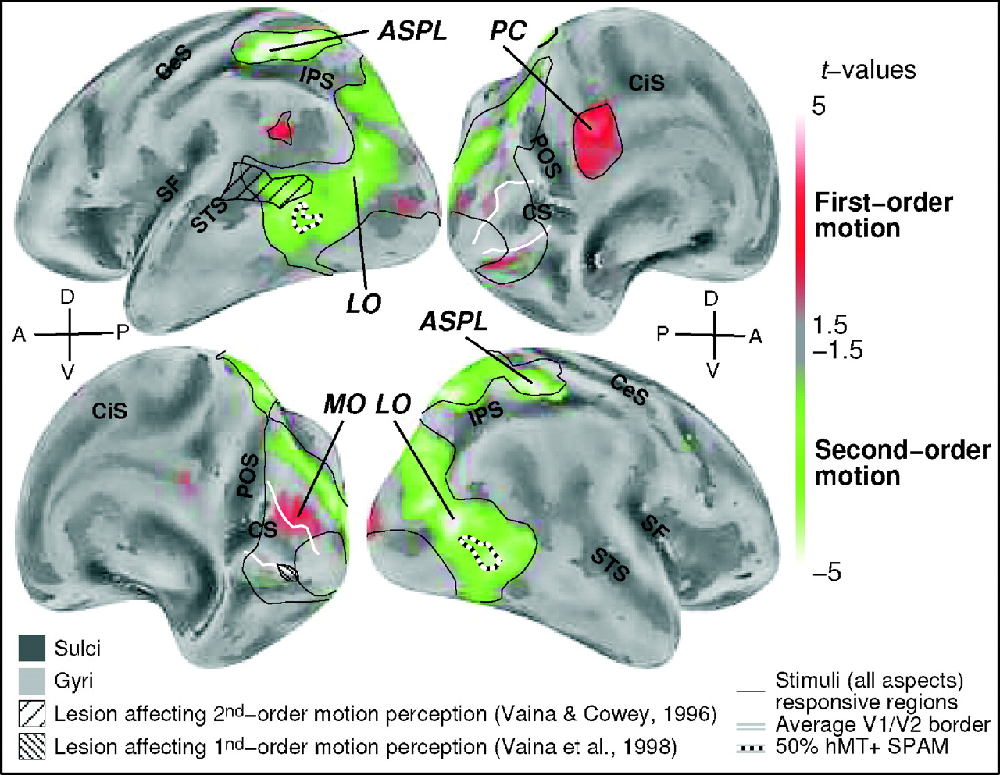 ASPL
PC
CeS
IPS
CiS
t–values
5
POS
SF
STS
CS
First–order
motion
LO
D
A
P
V
ASPL
D
P
A
V
1.5
–1.5
CiS
MO
LO
IPS
CeS
POS
CS
SF
STS
Second–order
motion
–5
Sulci
Gyri
Lesion affecting 2nd–order motion perception (Vaina & Cowey, 1996)
Lesion affecting 1nd–order motion perception (Vaina et al., 1998)
Stimuli (all aspects)
responsive regions
Average V1/V2 border
50% hMT+ SPAM